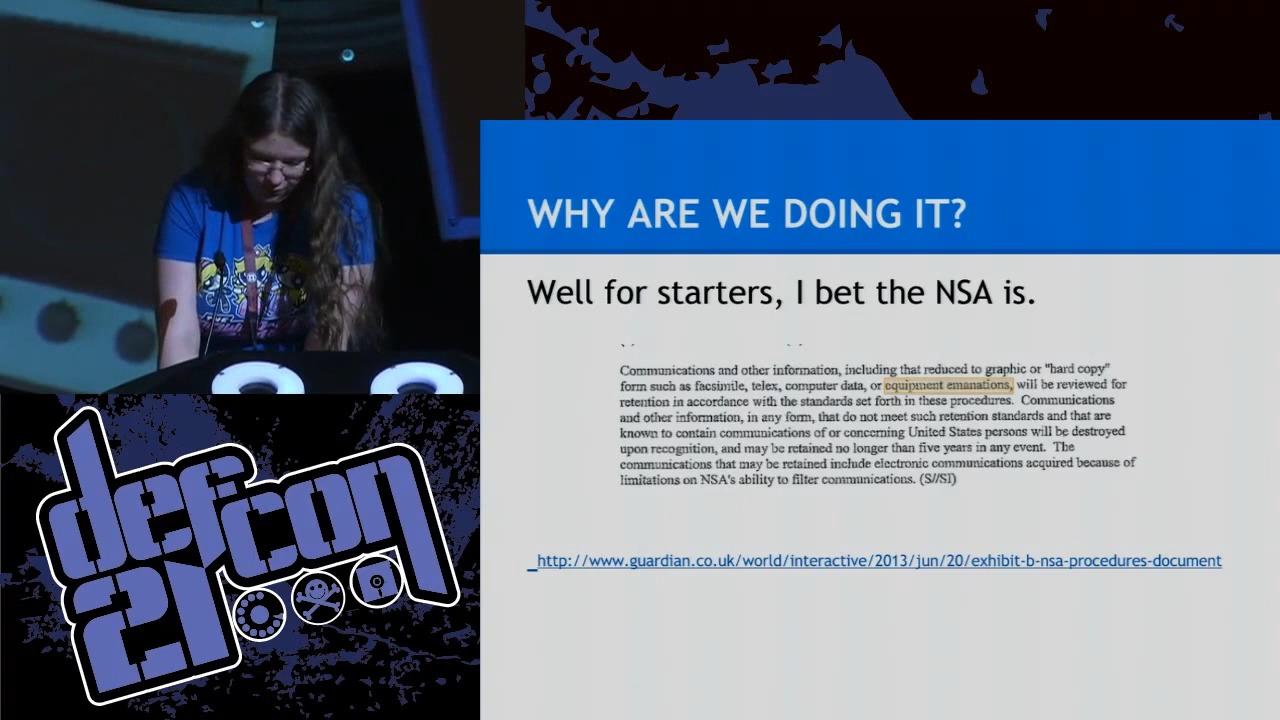 WHY ARE WE DOING IT?
Well for starters, I bet the NSA is.
Communications and other information, including that reduced to graphic or "hard copy"
form such as facsimile, telex, computer data, or equipment emanations, will be reviewed for
retention in accordance with the standards set forth in these procedures.  Communications
and other information, in any form, that do not meet such retention standards and that are
known to contain communications of or concerning United States persons will be destroyed
upon recognition, and may be retained no longer than five years in any event.  The
communications that may be retained include electronic communications acquired because of
limitations on NSA's ability to filter communications. (S//SI)
_http://www.guardian.co.uk/world/interactive/2013/jun/20/exhibit-b-nsa-procedures-document
defcon
21